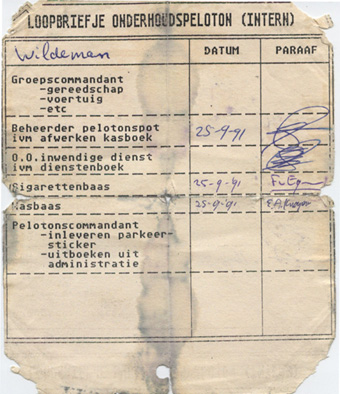 LOOPBRIEFJE ONDERHOUDSPELOTON (INTERN)
Wildeman DATUM PARAAF
Groepscommandant
-gereedschap
-voertuig
-etc
Beheerder pelotonspot
ivm afwerken kasboek 25-9-91
O.O.inwendige dienst
ivm dienstenboek
Sigarettenbaas 25-9-'91
Kasbaas 25-9-'91
Pelotonscommandant
-inleveren parkeer-
sticker
-uitboeken uit
administratie